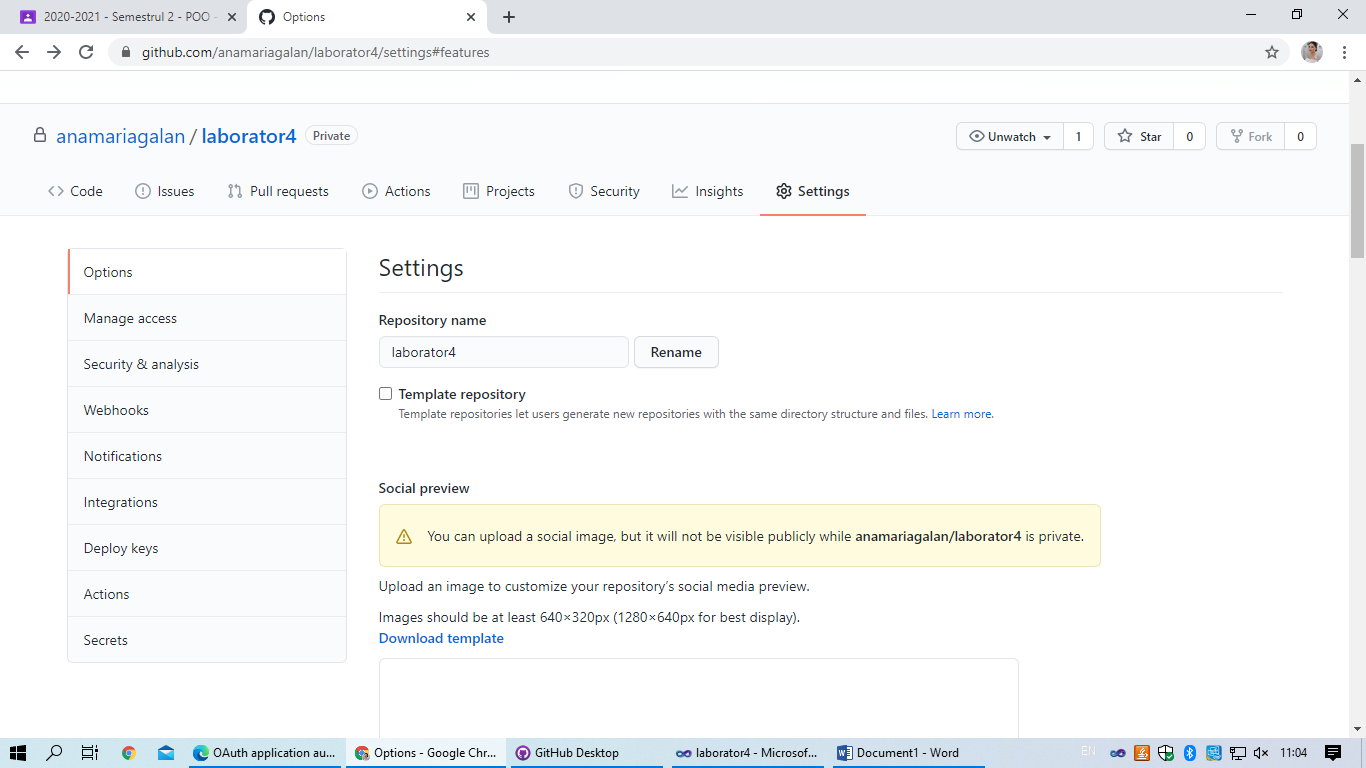 2020-2021 - Semestrul 2 - POO -
Options
github.com/anamariagalan/laborator4/settings#features
anamariagalan / laborator4 Private
Unwatch 1 Star 0 Fork 0
Code Issues Pull requests Actions Projects Security Insights Settings
Options
Manage access
Security & analysis
Webhooks
Notifications
Integrations
Deploy keys
Actions
Secrets
Settings
Repository name
laborator4 Rename
Template repository
Template repositories let users generate new repositories with the same directory structure and files. Learn more.
Social preview
You can upload a social image, but it will not be visible publicly while anamariagalan/laborator4 is private.
Upload an image to customize your repository's social media preview.
Images should be at least 640×320px (1280×640px for best display).
Download template
OAuth application au... Options - Google Chr... GitHub Desktop laborator4 - Microsof... Document1 - Word EN 11:04